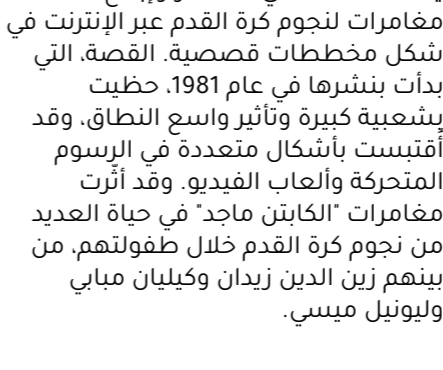 مغامرات لنجوم كرة القدم عبر الإنترنت في
شكل مخططات قصصية. القصة، التي
بدأت بنشرها في عام 1981، حظيت
بشعبية كبيرة وتأثير واسع النطاق، وقد
أُقتبست بأشكال متعددة في الرسوم
المتحركة وألعاب الفيديو. وقد أثّرت
مغامرات "الكابتن ماجد" في حياة العديد
من نجوم كرة القدم خلال طفولتهم، من
بينهم زين الدين زيدان وكيليان مبابي
وليونيل ميسي.